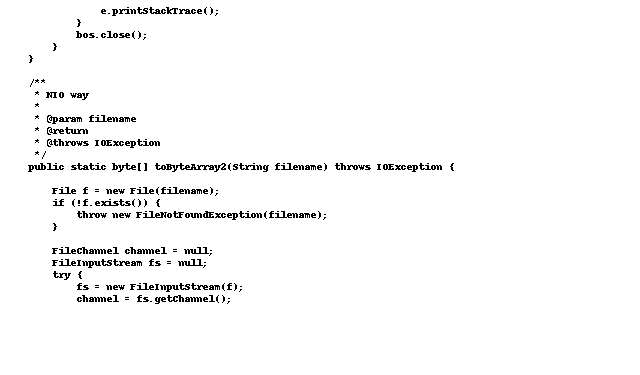 e.printStackTrace();
}
bos.close();
}
}
/**
* NIO way
*
* @param filename
* @return
* @throws IOException
*/
public static byte[] toByteArray2(String filename) throws IOException {
File f = new File(filename);
if (!f.exists()) {
throw new FileNotFoundException(filename);
}
FileChannel channel = null;
FileInputStream fs = null;
try {
fs = new FileInputStream(f);
channel = fs.getChannel();